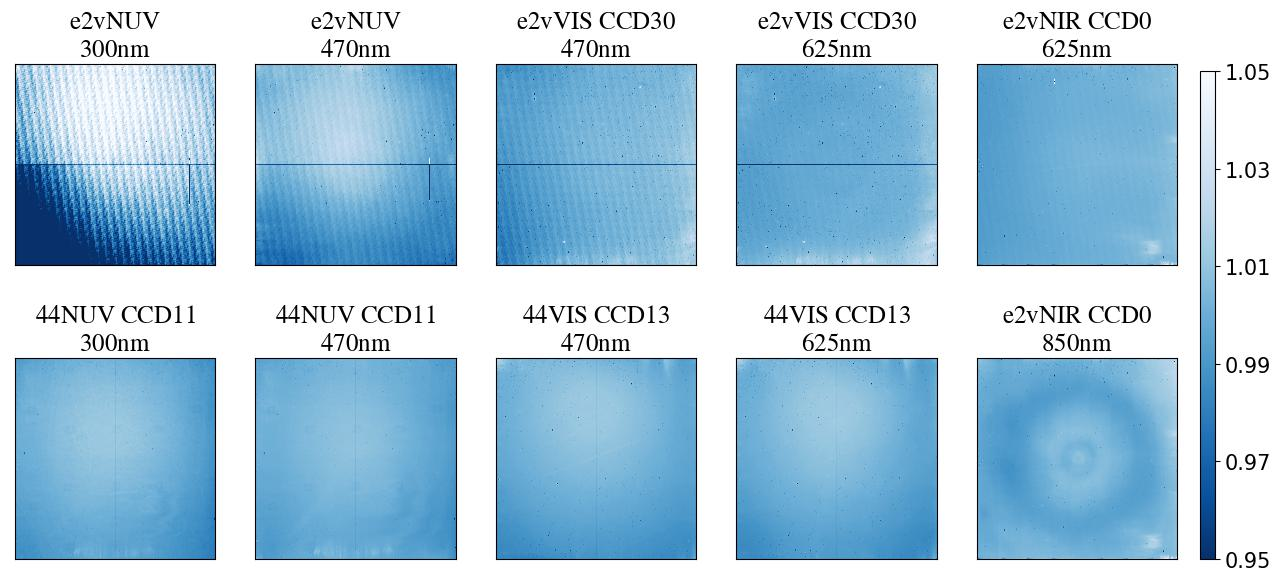 e2vNUV
300nm
e2vNUV
470nm
e2vVIS CCD30
470nm
e2vVIS CCD30
625nm
e2vNIR CCD0
625nm
44NUV CCD11
300nm
44NUV CCD11
470nm
44VIS CCD13
470nm
44VIS CCD13
625nm
e2vNIR CCD0
850nm
1.05
1.03
1.01
0.99
0.97
0.95